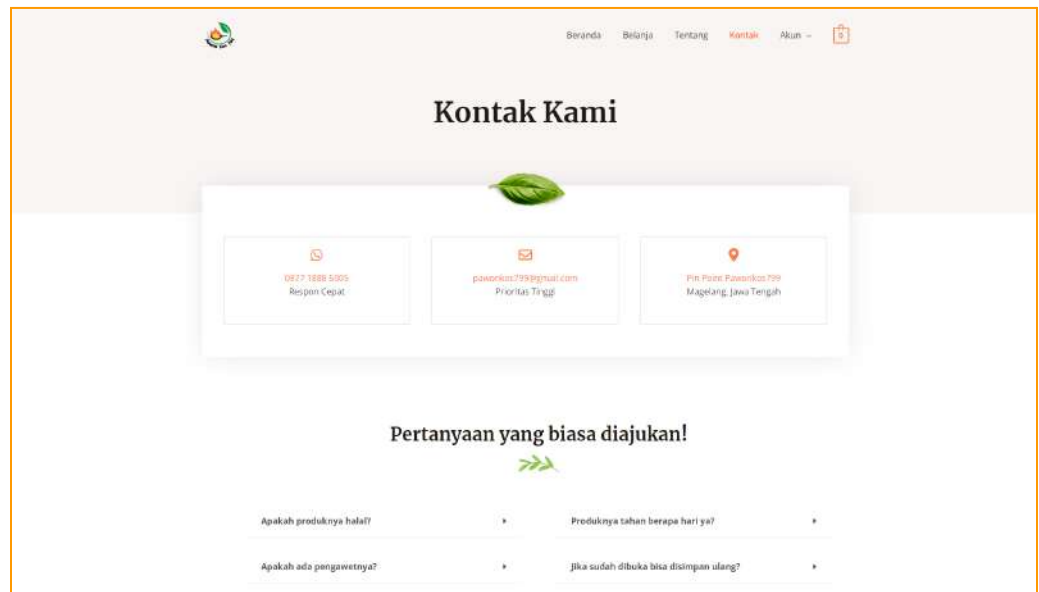 Beranda Belanja Tentang Kontak Akun 0
Kontak Kami
0877 1888 5005
Respon Cepat
pawonkos799@gmail.com
Prioritas Tinggi
Pin Point Pawonkos799
Magelang, Jawa Tengah
Pertanyaan yang biasa diajukan!
Apakah produknya halal?
Produknya tahan berapa hari ya?
Apakah ada pengawetnya?
Jika sudah dibuka bisa disimpan ulang?